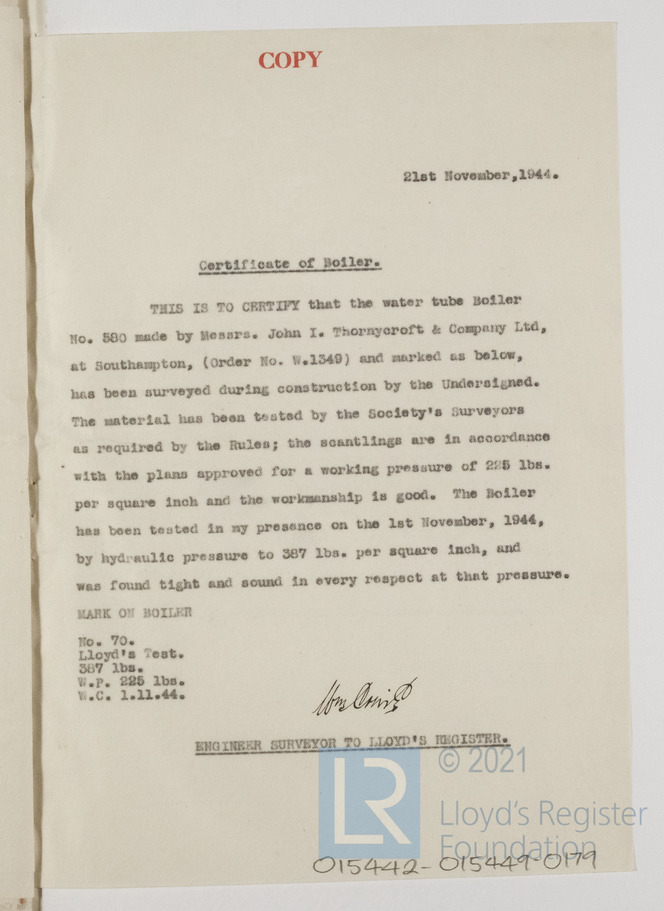 COPY
21st November,1944.
Certificate of Boiler.
THIS IS TO CERTIFY that the water tube Boiler
No. 580 made by Messrs. John I. Thornycroft & Company Ltd,
at Southampton, (Order No. W.1349) and marked as below,
has been surveyed during construction by the Undersigned.
The material has been tested by the Society's Surveyors
as required by the Rules; the scantlings are in accordance
with the plans approved for a working pressure of 225 lbs.
per square inch and the workmanship is good. The Boiler
has been tested in my presence on the 1st November, 1944,
by hydraulic pressure to 387 lbs. per square inch, and
was found tight and sound in every respect at that pressure.
MARK ON BOILER
No. 70.
Lloyd's Test.
387 lbs.
W.P. 225 lbs.
W.C. 1.11.44.
Wm
ENGINEER SURVEYOR TO LLOYD'S REGISTER.
LR
© 2021
Lloyd's Register
Foundation
015442-015449-0179